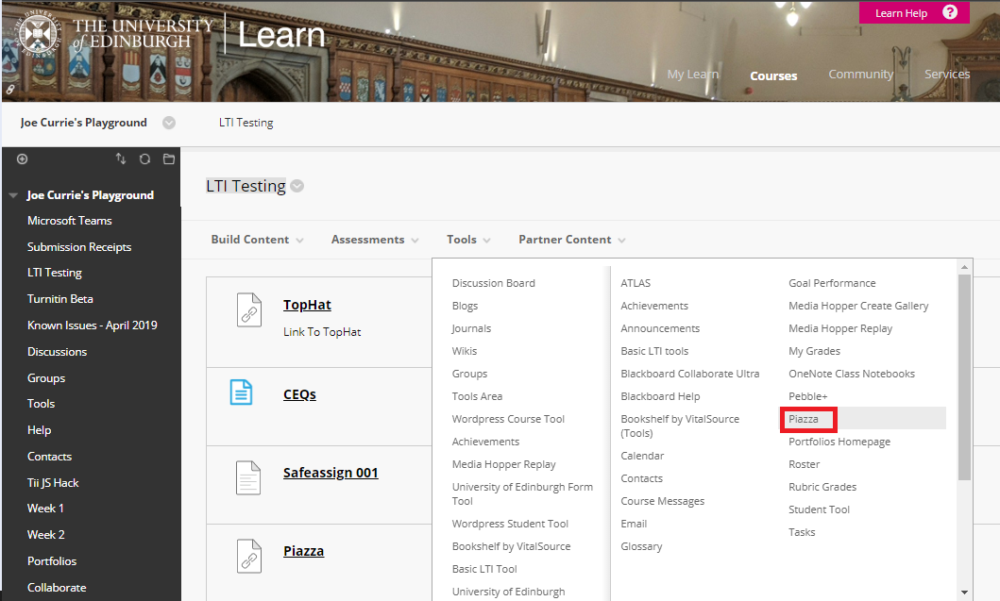 THE UNIVERSITY
of EDINBURGH
Learn
Learn Help ?
My Learn
Courses
Community
Services
Joe Currie's Playground
LTI Testing
Joe Currie's Playground
Microsoft Teams
Submission Receipts
LTI Testing
Turnitin Beta
Known Issues - April 2019
Discussions
Groups
Tools
Help
Contacts
Tii JS Hack
Week 1
Week 2
Portfolios
Collaborate
LTI Testing
Build Content
Assessments
Tools
Partner Content
TopHat
Link To TopHat
CEQs
Safeassign 001
Piazza
Discussion Board
Blogs
Journals
Wikis
Groups
Tools Area
Wordpress Course Tool
Achievements
Media Hopper Replay
University of Edinburgh Form
Tool
Wordpress Student Tool
Bookshelf by VitalSource
Basic LTI Tool
University of Edinburgh
ATLAS
Achievements
Announcements
Basic LTI tools
Blackboard Collaborate Ultra
Blackboard Help
Bookshelf by VitalSource
(Tools)
Calendar
Contacts
Course Messages
Email
Glossary
Goal Performance
Media Hopper Create Gallery
Media Hopper Replay
My Grades
OneNote Class Notebooks
Pebble+
Piazza
Portfolios Homepage
Roster
Rubric Grades
Student Tool
Tasks